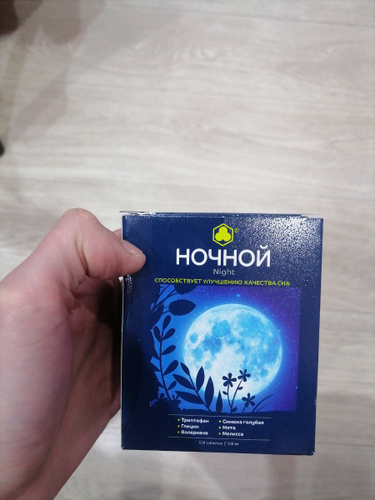 ®
НОЧНОЙ
Night
СПОСОБСТВУЕТ УЛУЧШЕНИЮ КАЧЕСТВА СНА
• Триптофан
• Глицин
• Валериана
• Синюха голубая
• Мята
• Мелисса